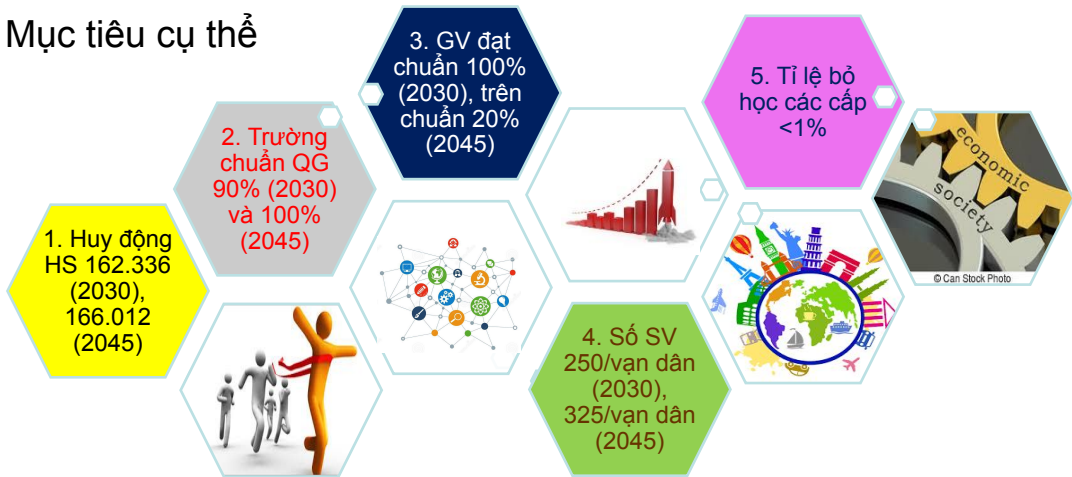 Mục tiêu cụ thể
1. Huy động
HS 162.336
(2030),
166.012
(2045)
2. Trường
chuẩn QG
90% (2030)
và 100%
(2045)
3. GV đạt
chuẩn 100%
(2030), trên
chuẩn 20%
(2045)
4. Số SV
250/vạn dân
(2030),
325/vạn dân
(2045)
5. Tỉ lệ bỏ
học các cấp
<1%
economic
society
© Can Stock Photo